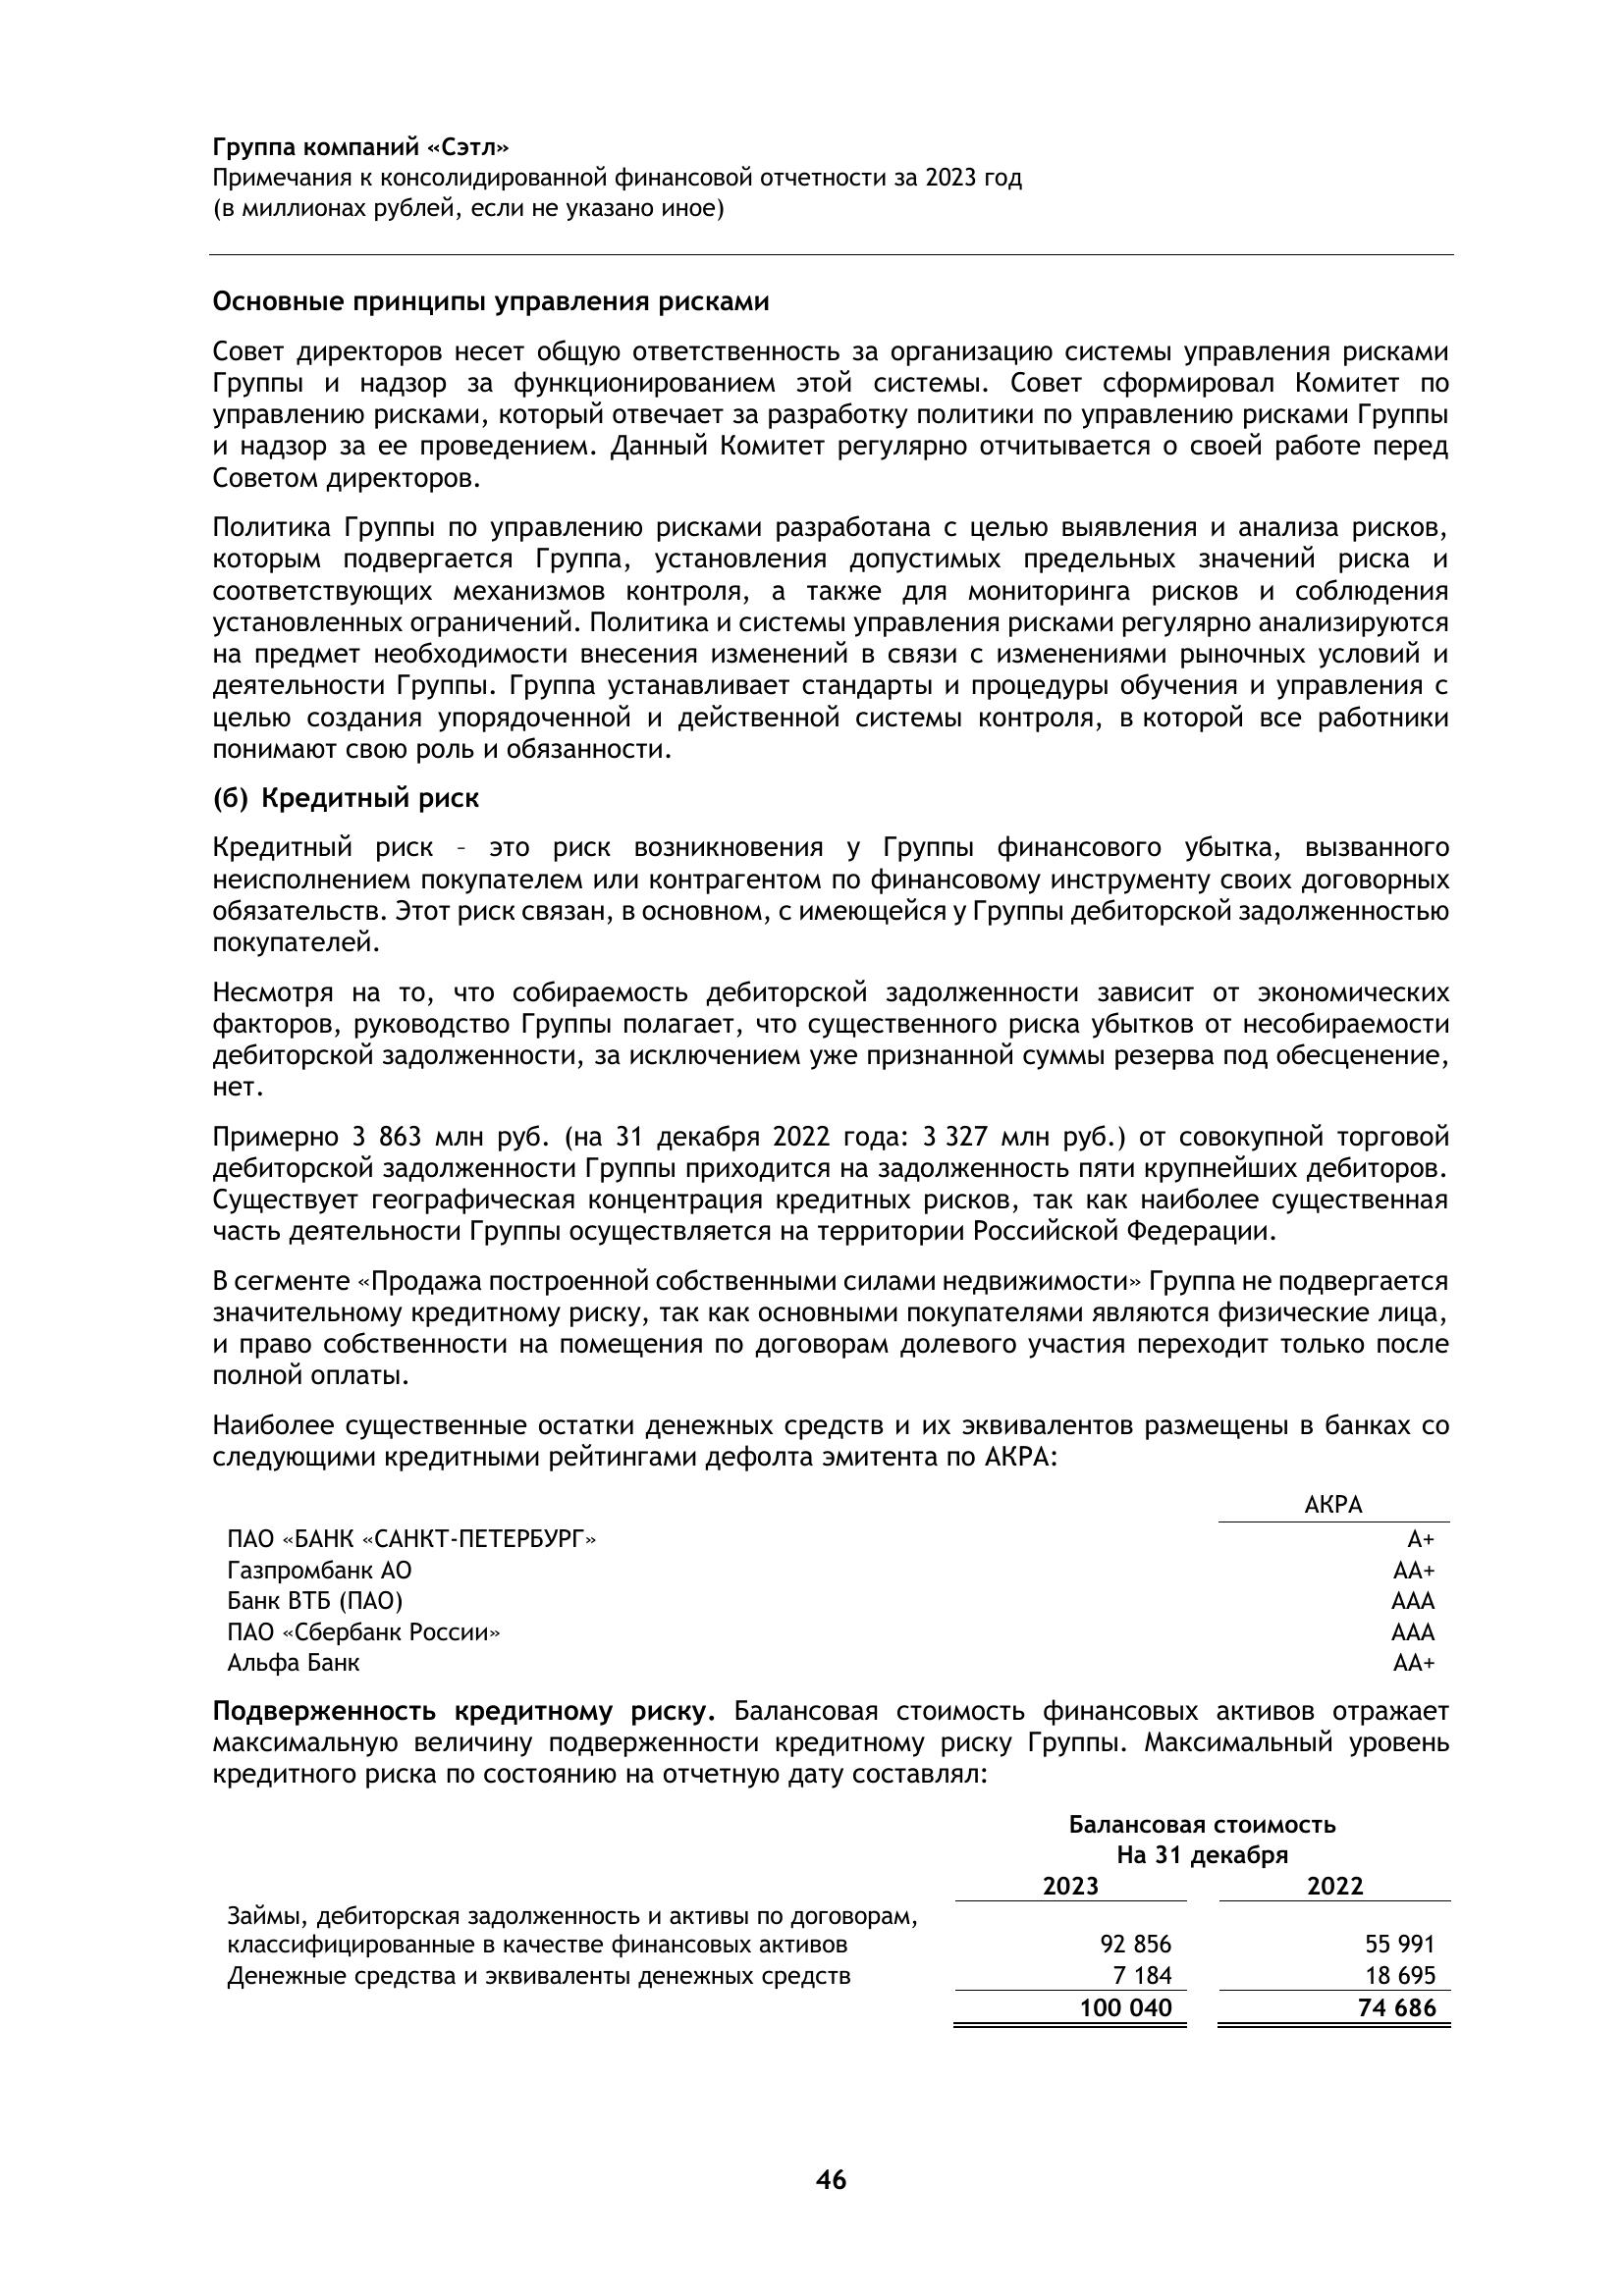 Группа компаний «Сэтл»
Примечания к консолидированной финансовой отчетности за 2023 год
(в миллионах рублей, если не указано иное)
Основные принципы управления рисками
Совет директоров несет общую ответственность за организацию системы управления рисками
Группы и надзор за функционированием этой системы. Совет сформировал Комитет по
управлению рисками, который отвечает за разработку политики по управлению рисками Группы
и надзор за ее проведением. Данный Комитет регулярно отчитывается о своей работе перед
Советом директоров.
Политика Группы по управлению рисками разработана с целью выявления и анализа рисков,
которым подвергается Группа, установления допустимых предельных значений риска и
соответствующих механизмов контроля, а также для мониторинга рисков и соблюдения
установленных ограничений. Политика и системы управления рисками регулярно анализируются
на предмет необходимости внесения изменений в связи с изменениями рыночных условий и
деятельности Группы. Группа устанавливает стандарты и процедуры обучения и управления с
целью создания упорядоченной и действенной системы контроля, в которой все работники
понимают свою роль и обязанности.
(б) Кредитный риск
Кредитный риск – это риск возникновения у Группы финансового убытка, вызванного
неисполнением покупателем или контрагентом по финансовому инструменту своих договорных
обязательств. Этот риск связан, в основном, с имеющейся у Группы дебиторской задолженностью
покупателей.
Несмотря на то, что собираемость дебиторской задолженности зависит от экономических
факторов, руководство Группы полагает, что существенного риска убытков от несобираемости
дебиторской задолженности, за исключением уже признанной суммы резерва под обесценение,
нет.
Примерно 3 863 млн руб. (на 31 декабря 2022 года: 3 327 млн руб.) от совокупной торговой
дебиторской задолженности Группы приходится на задолженность пяти крупнейших дебиторов.
Существует географическая концентрация кредитных рисков, так как наиболее существенная
часть деятельности Группы осуществляется на территории Российской Федерации.
В сегменте «Продажа построенной собственными силами недвижимости» Группа не подвергается
значительному кредитному риску, так как основными покупателями являются физические лица,
и право собственности на помещения по договорам долевого участия переходит только после
полной оплаты.
Наиболее существенные остатки денежных средств и их эквивалентов размещены в банках со
следующими кредитными рейтингами дефолта эмитента по АКРА:
АКРА
ПАО «БАНК «САНКТ-ПЕТЕРБУРГ» A+
Газпромбанк АО AA+
Банк ВТБ (ПАО) AAA
ПАО «Сбербанк России» AAA
Альфа Банк AA+
Подверженность кредитному риску. Балансовая стоимость финансовых активов отражает
максимальную величину подверженности кредитному риску Группы. Максимальный уровень
кредитного риска по состоянию на отчетную дату составлял:
Балансовая стоимость
На 31 декабря
2023 2022
Займы, дебиторская задолженность и активы по договорам,
классифицированные в качестве финансовых активов 92 856 55 991
Денежные средства и эквиваленты денежных средств 7 184 18 695
100 040 74 686
46